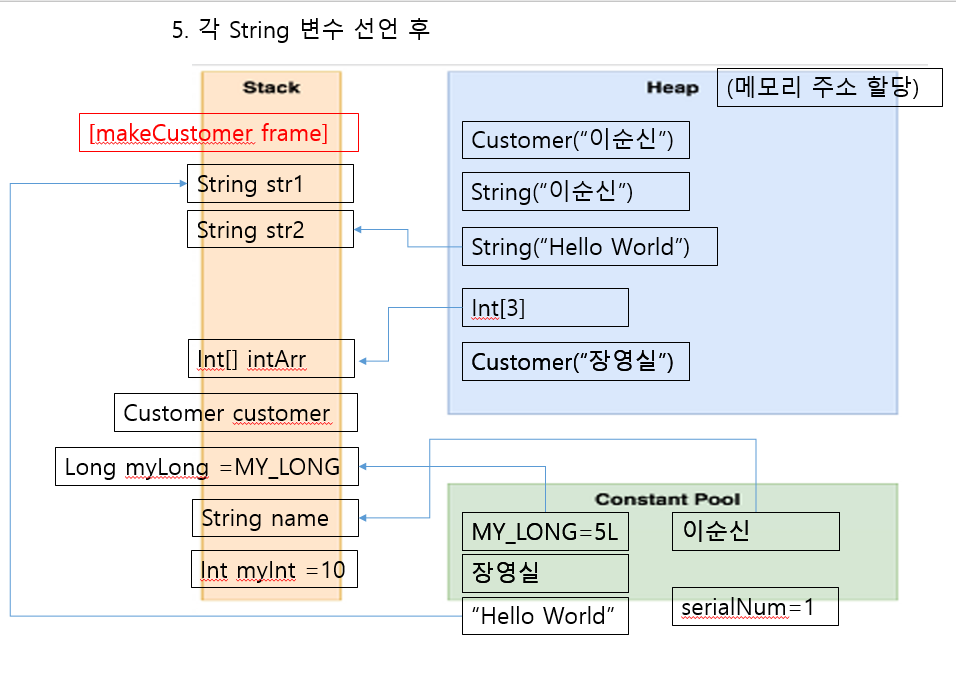 5. 각 String 변수 선언 후
Stack
Heap
(메모리 주소 할당)
[makeCustomer frame]
Customer(“이순신”)
String str1
String(“이순신”)
String str2
String(“Hello World”)
Int[3]
Int[] intArr
Customer(“장영실”)
Customer customer
Long myLong =MY_LONG
Constant Pool
String name
MY_LONG=5L
이순신
Int myInt =10
장영실
“Hello World”
serialNum=1